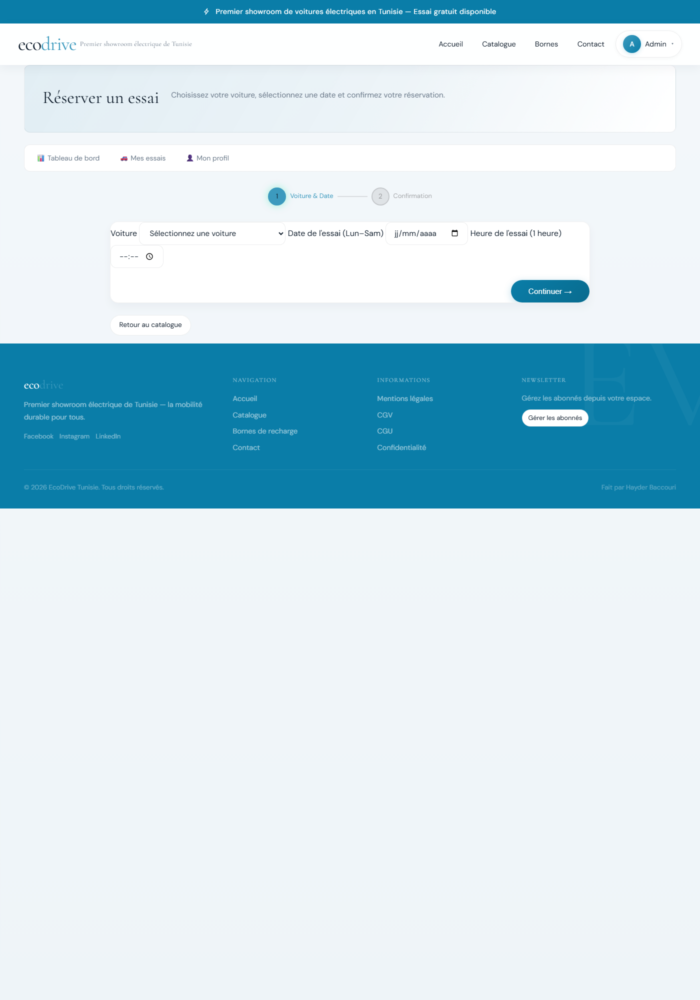 Premier showroom de voitures électriques en Tunisie — Essai gratuit disponible
ecodrive Premier showroom électrique de Tunisie
Accueil Catalogue Bornes Contact A Admin
Réserver un essai Choisissez votre voiture, sélectionnez une date et confirmez votre réservation.
Tableau de bord Mes essais Mon profil
1 Voiture & Date 2 Confirmation
Voiture Sélectionnez une voiture Date de l'essai (Lun–Sam) jj/mm/aaaa Heure de l'essai (1 heure)
--:--
Continuer →
Retour au catalogue
EV
ecodrive
Premier showroom électrique de Tunisie — la mobilité
durable pour tous.
Facebook Instagram LinkedIn
NAVIGATION
Accueil
Catalogue
Bornes de recharge
Contact
INFORMATIONS
Mentions légales
CGV
CGU
Confidentialité
NEWSLETTER
Gérez les abonnés depuis votre espace.
Gérer les abonnés
© 2026 EcoDrive Tunisie. Tous droits réservés.
Fait par Hayder Baccouri